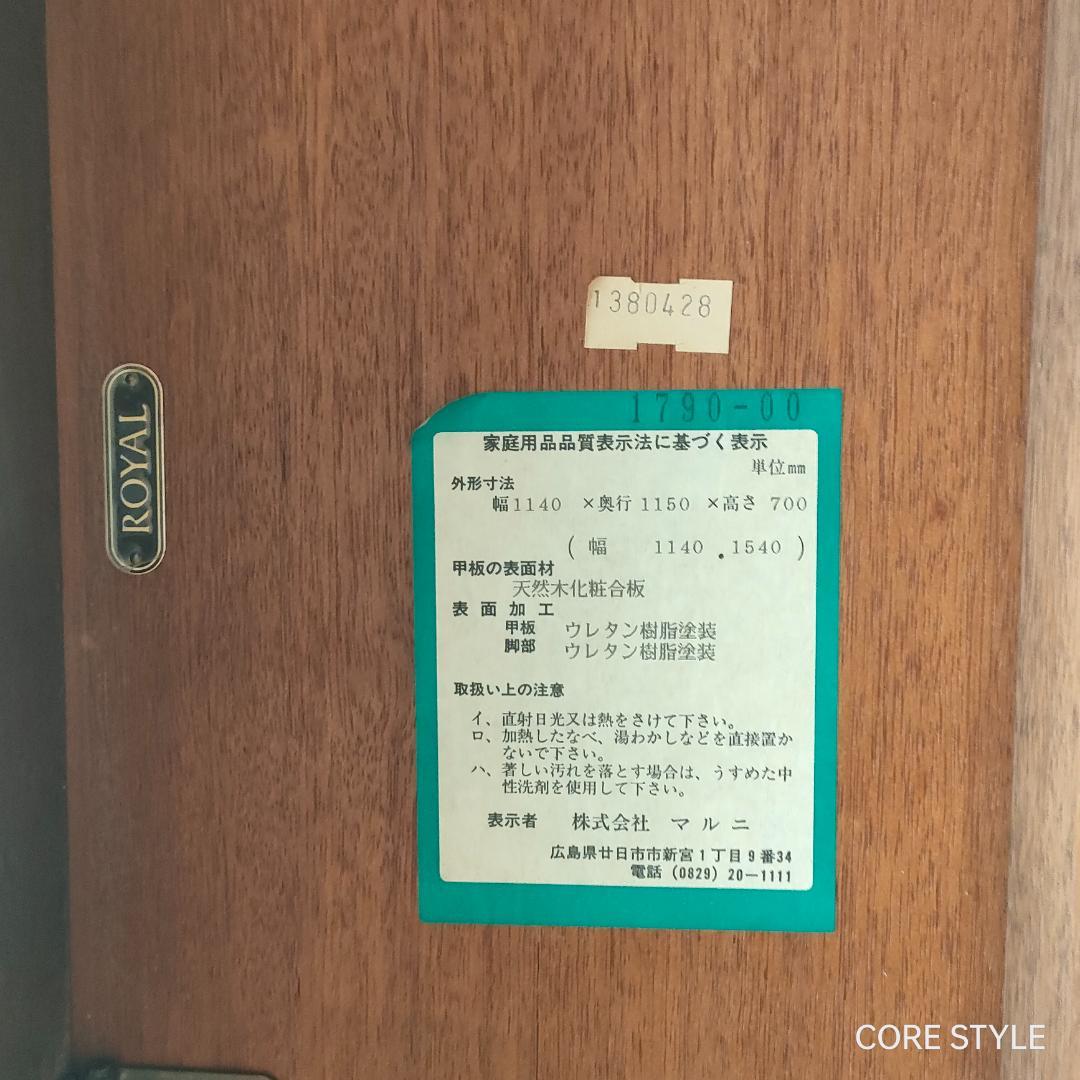 1380428
ROYAL
1790-00
家庭用品品質表示法に基づく表示
単位mm
外形寸法
幅1140 ×奥行 1150 ×高さ 700
( 幅 1140 . 1540 )
甲板の表面材
天然木化粧合板
表面加工
甲板 ウレタン樹脂塗装
脚部 ウレタン樹脂塗装
取扱い上の注意
イ、直射日光又は熱をさけて下さい。
ロ、加熱したなべ、湯わかしなどを直接置か
ないで下さい。
ハ、著しい汚れを落とす場合は、うすめた中
性洗剤を使用して下さい。
表示者 株式会社 マルニ
広島県廿日市市新宮1丁目9番34
電話 (0829) 20-1111
CORE STYLE